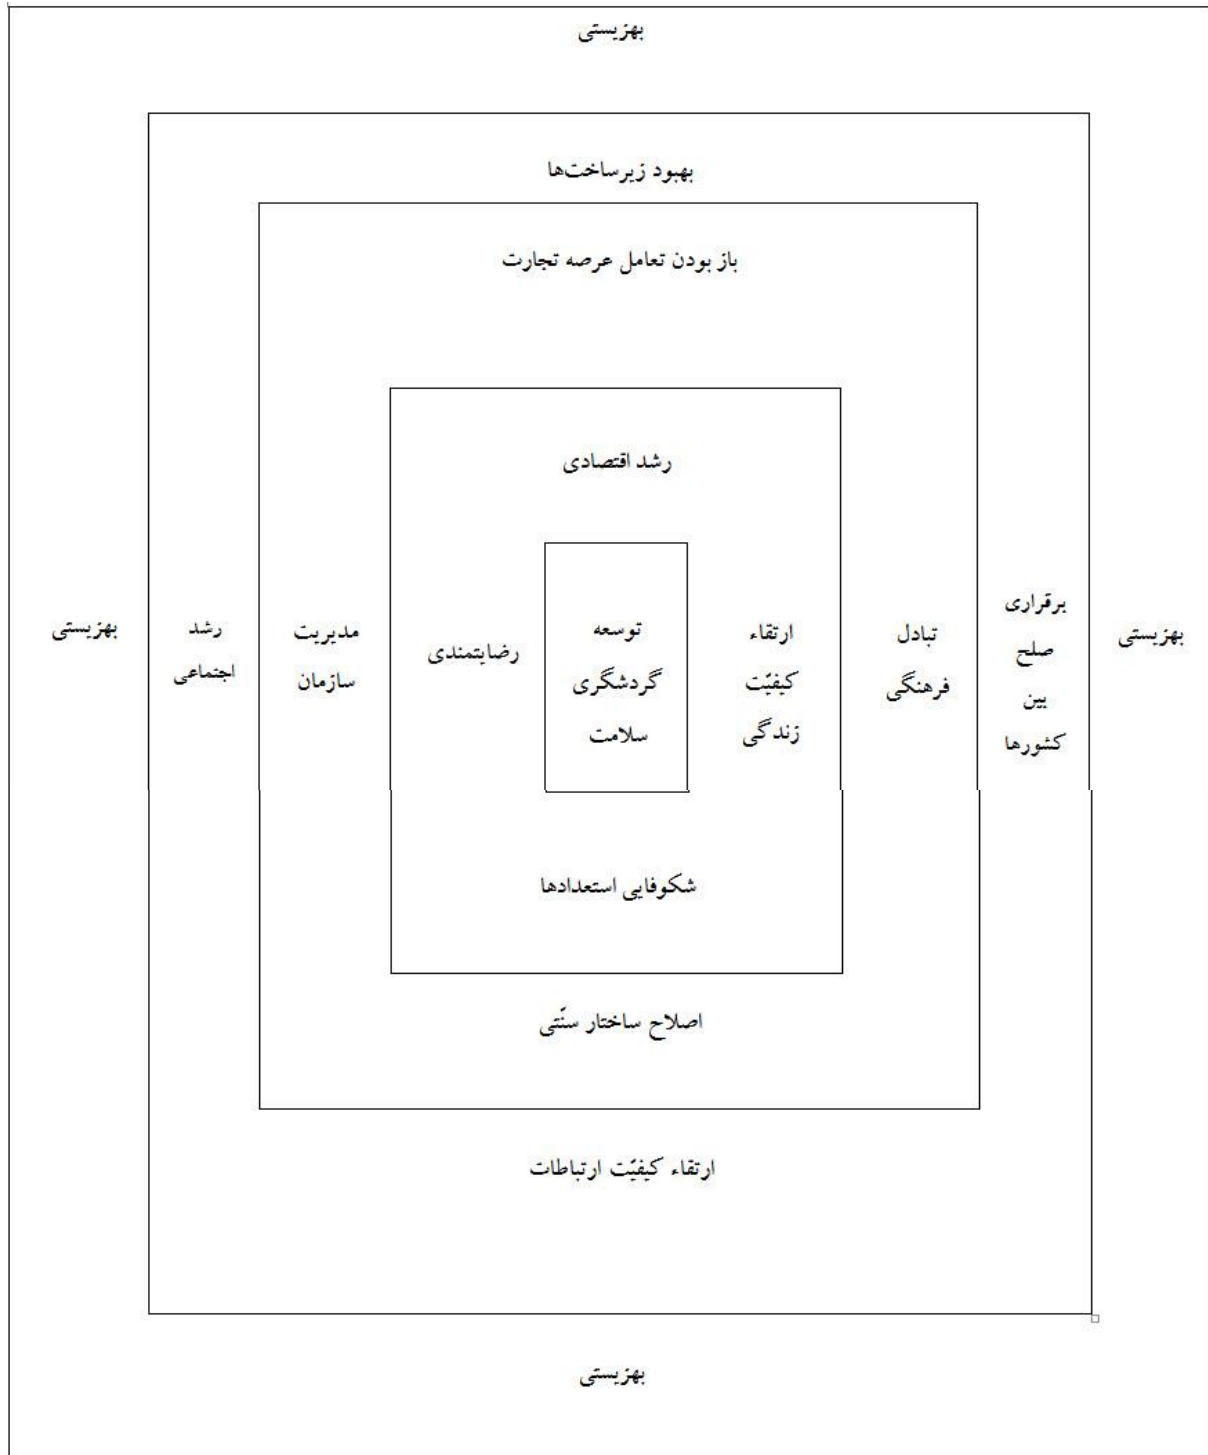 بهزیستی
بهبود زیرساخت‌ها
باز بودن تعامل عرصه تجارت
رشد اقتصادی
بهزیستی
برقراری
صلح
بین
کشورها
تبادل
فرهنگی
ارتقاء
کیفیّت
زندگی
توسعه
گردشگری
سلامت
رضایتمندی
مدیریت
سازمان
رشد
اجتماعی
بهزیستی
شکوفایی استعدادها
اصلاح ساختار سنّتی
ارتقاء کیفیّت ارتباطات
بهزیستی